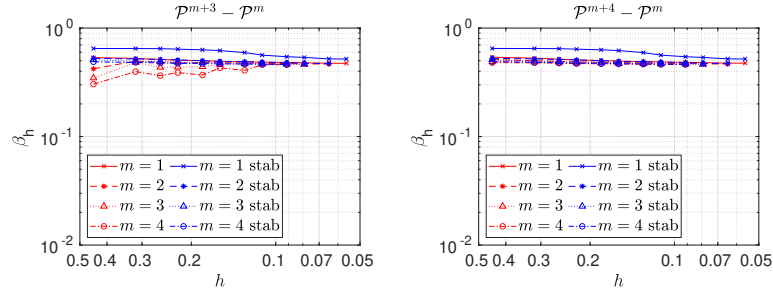 𝒫^{m+3} − 𝒫^m
10^0
10^{-1}
10^{-2}
β_h
m = 1
m = 2
m = 3
m = 4
m = 1 stab
m = 2 stab
m = 3 stab
m = 4 stab
0.5 0.4 0.3 0.2 0.1 0.07 0.05
h
𝒫^{m+4} − 𝒫^m
10^0
10^{-1}
10^{-2}
β_h
m = 1
m = 2
m = 3
m = 4
m = 1 stab
m = 2 stab
m = 3 stab
m = 4 stab
0.5 0.4 0.3 0.2 0.1 0.07 0.05
h